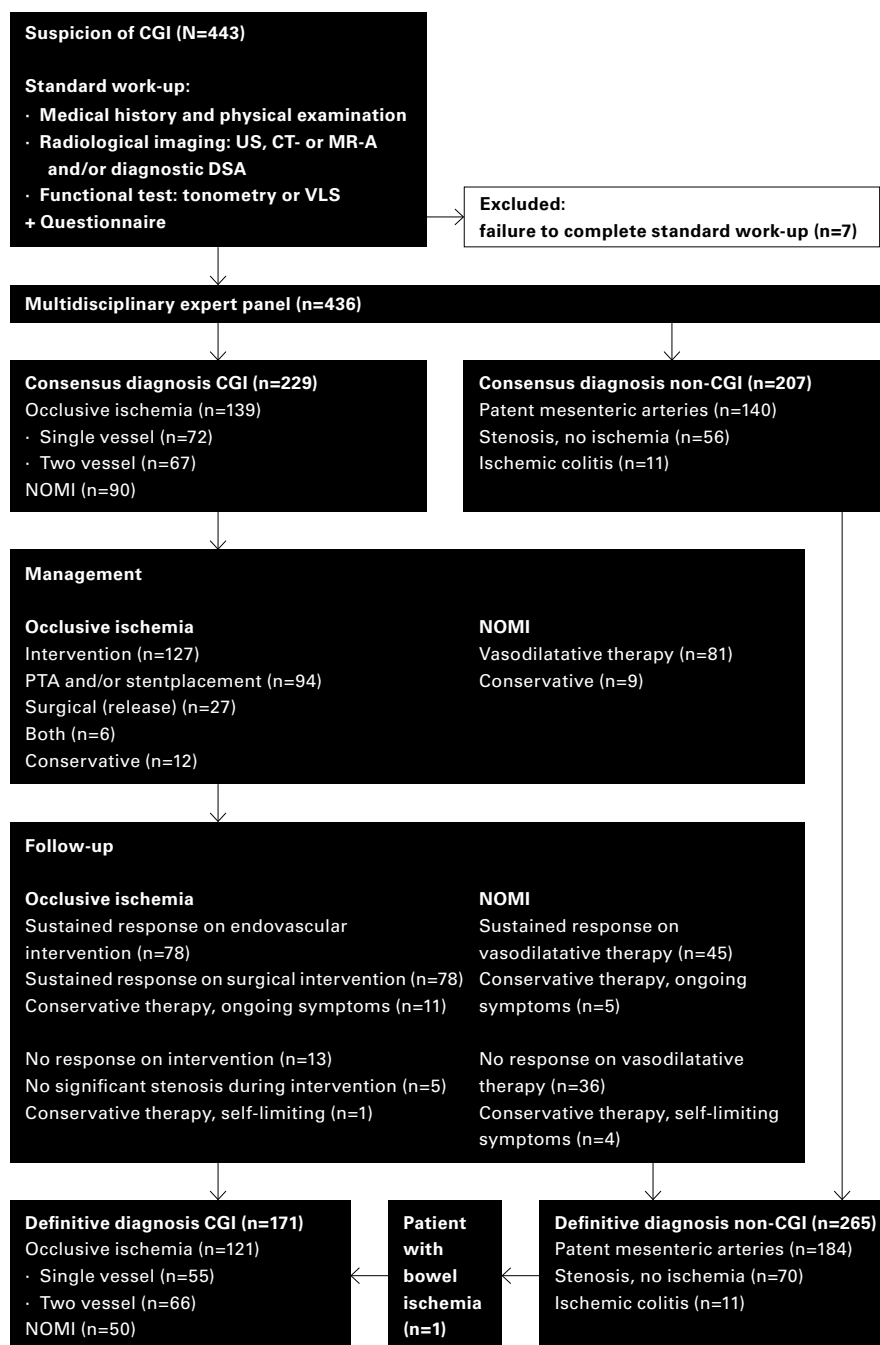 Suspicion of CGI (N=443)
Standard work-up:
· Medical history and physical examination
· Radiological imaging: US, CT- or MR-A
and/or diagnostic DSA
· Functional test: tonometry or VLS
+ Questionnaire
Excluded:
failure to complete standard work-up (n=7)
Multidisciplinary expert panel (n=436)
Consensus diagnosis CGI (n=229)
Occlusive ischemia (n=139)
· Single vessel (n=72)
· Two vessel (n=67)
NOMI (n=90)
Consensus diagnosis non-CGI (n=207)
Patent mesenteric arteries (n=140)
Stenosis, no ischemia (n=56)
Ischemic colitis (n=11)
Management
Occlusive ischemia
Intervention (n=127)
PTA and/or stentplacement (n=94)
Surgical (release) (n=27)
Both (n=6)
Conservative (n=12)
NOMI
Vasodilatative therapy (n=81)
Conservative (n=9)
Follow-up
Occlusive ischemia
Sustained response on endovascular
intervention (n=78)
Sustained response on surgical intervention (n=78)
Conservative therapy, ongoing symptoms (n=11)
No response on intervention (n=13)
No significant stenosis during intervention (n=5)
Conservative therapy, self-limiting (n=1)
NOMI
Sustained response on
vasodilatative therapy (n=45)
Conservative therapy, ongoing
symptoms (n=5)
No response on vasodilatative
therapy (n=36)
Conservative therapy, self-limiting
symptoms (n=4)
Definitive diagnosis CGI (n=171)
Occlusive ischemia (n=121)
· Single vessel (n=55)
· Two vessel (n=66)
NOMI (n=50)
Patient
with
bowel
ischemia
(n=1)
Definitive diagnosis non-CGI (n=265)
Patent mesenteric arteries (n=184)
Stenosis, no ischemia (n=70)
Ischemic colitis (n=11)